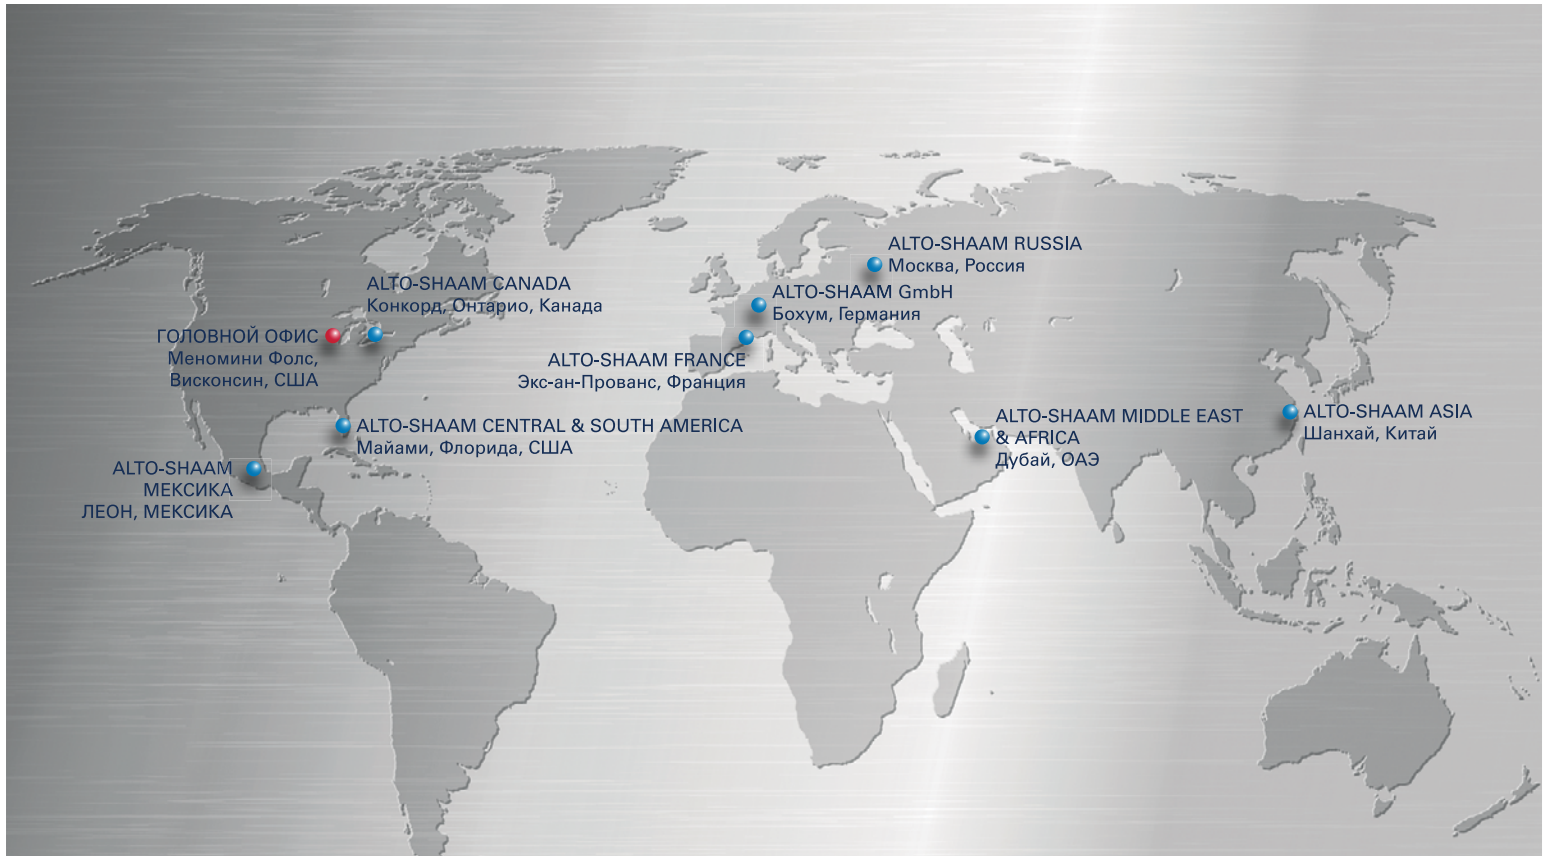 ALTO-SHAAM RUSSIA
Москва, Россия
ALTO-SHAAM CANADA
Конкорд, Онтарио, Канада
ALTO-SHAAM GmbH
Бохум, Германия
ГОЛОВНОЙ ОФИС
Меномини Фолс,
Висконсин, США
ALTO-SHAAM FRANCE
Экс-ан-Прованс, Франция
ALTO-SHAAM CENTRAL & SOUTH AMERICA
Майами, Флорида, США
ALTO-SHAAM MIDDLE EAST
& AFRICA
Дубай, ОАЭ
ALTO-SHAAM ASIA
Шанхай, Китай
ALTO-SHAAM
МЕКСИКА
ЛЕОН, МЕКСИКА